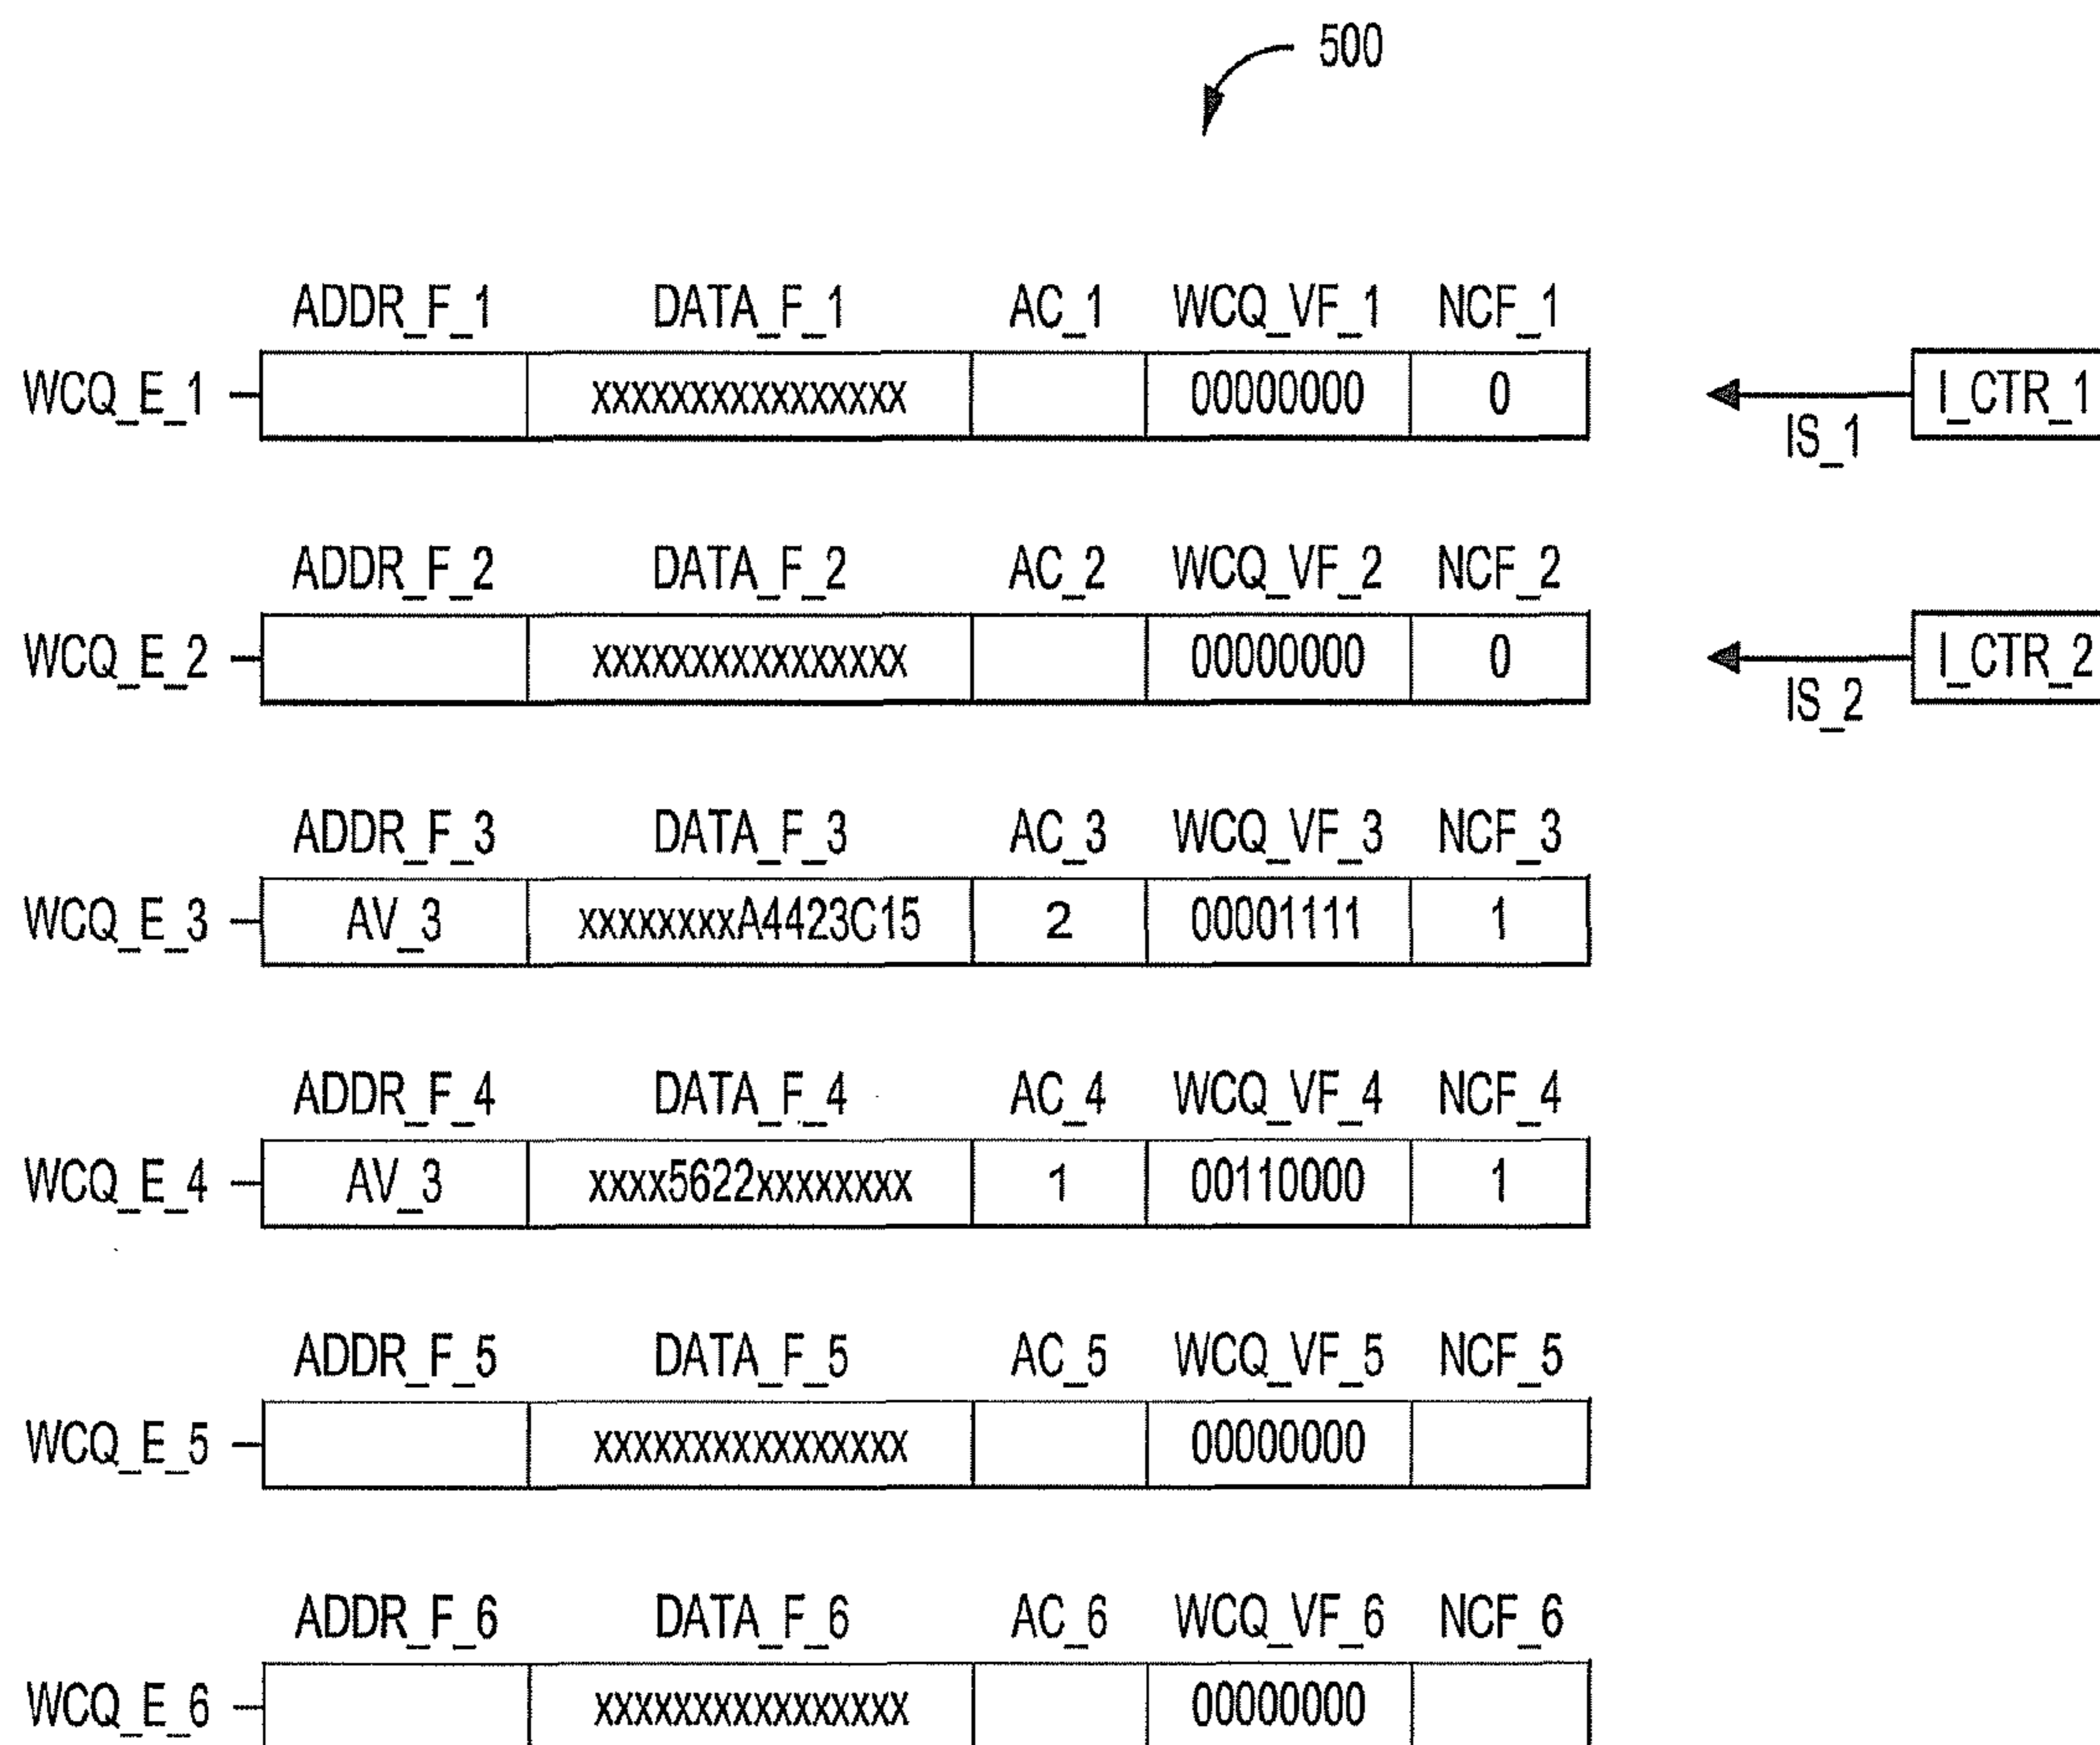 500
ADDR_F_1 DATA_F_1 AC_1 WCQ_VF_1 NCF_1
WCQ_E_1 xxxxxxxxxxxxxxxx 00000000 0 IS_1 I_CTR_1
ADDR_F_2 DATA_F_2 AC_2 WCQ_VF_2 NCF_2
WCQ_E_2 xxxxxxxxxxxxxxxx 00000000 0 IS_2 I_CTR_2
ADDR_F_3 DATA_F_3 AC_3 WCQ_VF_3 NCF_3
WCQ_E_3 AV_3 xxxxxxxxA4423C15 2 00001111 1
ADDR_F_4 DATA_F_4 AC_4 WCQ_VF_4 NCF_4
WCQ_E_4 AV_3 xxxx5622xxxxxxxx 1 00110000 1
ADDR_F_5 DATA_F_5 AC_5 WCQ_VF_5 NCF_5
WCQ_E_5 xxxxxxxxxxxxxxxx 00000000
ADDR_F_6 DATA_F_6 AC_6 WCQ_VF_6 NCF_6
WCQ_E_6 xxxxxxxxxxxxxxxx 00000000